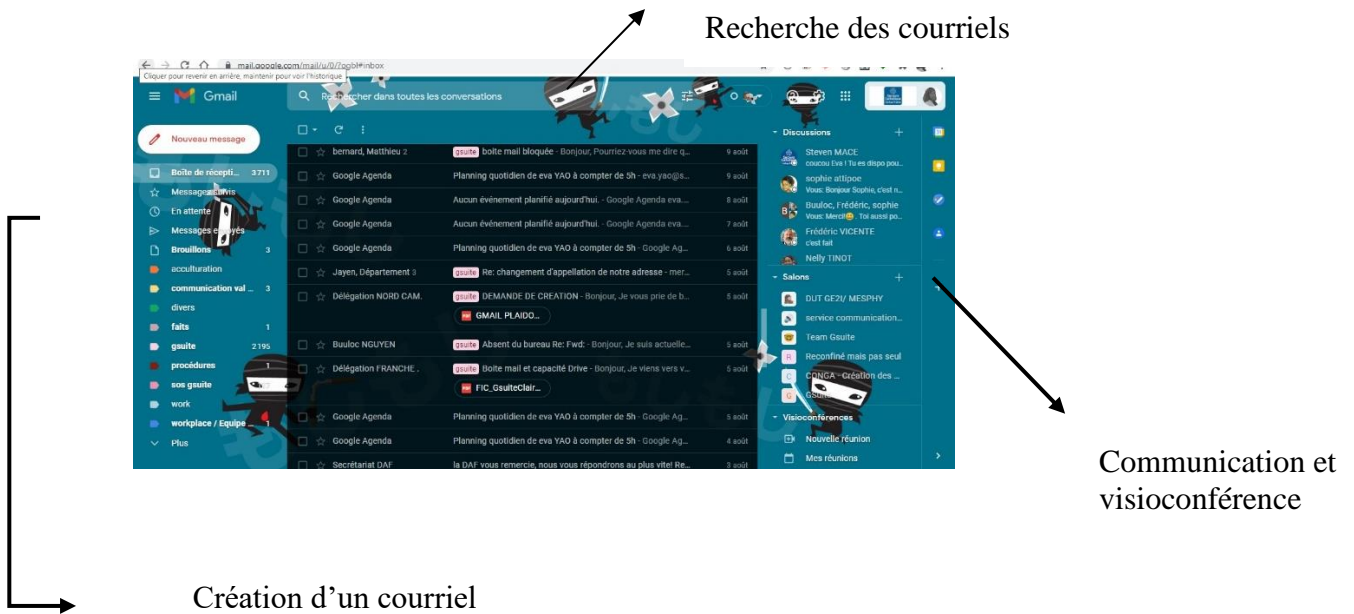 Recherche des courriels
mail.google.com/mail/u/0/?ogbl#inbox
Cliquer pour revenir en arrière, maintenir pour voir l'historique
Gmail
Rechercher dans toutes les conversations
Nouveau message
Boîte de récepti... 3 711
Messages suivis
En attente
Messages envoyés
Brouillons 3
acculturation
communication val ... 3
divers
faits 1
gsuite 2 195
procédures 1
sos gsuite
work
workplace / Equipe ... 1
Plus
bernard, Matthieu 2 gsuite boite mail bloquée - Bonjour, Pourriez-vous me dire q... 9 août
Google Agenda Planning quotidien de eva YAO à compter de 5h - eva.yao@s... 9 août
Google Agenda Aucun événement planifié aujourd'hui. - Google Agenda eva.... 8 août
Google Agenda Aucun événement planifié aujourd'hui. - Google Agenda eva.... 7 août
Google Agenda Planning quotidien de eva YAO à compter de 5h - Google Ag... 6 août
Jayen, Département 3 gsuite Re: changement d'appellation de notre adresse - mer... 5 août
Délégation NORD CAM. gsuite DEMANDE DE CREATION - Bonjour, Je vous prie de b... 5 août
PDF GMAIL PLAIDO...
Buuloc NGUYEN gsuite Absent du bureau Re: Fwd: - Bonjour, Je suis actuelle... 5 août
Délégation FRANCHE . gsuite Boite mail et capacité Drive - Bonjour, Je viens vers v... 5 août
PDF FIC_GsuiteClair...
Google Agenda Planning quotidien de eva YAO à compter de 5h - Google Ag... 5 août
Google Agenda Planning quotidien de eva YAO à compter de 5h - Google Ag... 4 août
Secrétariat DAF la DAF vous remercie, nous vous répondrons au plus vite! Re... 3 août
Discussions
Steven MACE
coucou Eva ! Tu es dispo pou...
sophie attipoe
Vous: Bonjour Sophie, c'est n...
Buuloc, Frédéric, sophie
Vous: Merci😊. Toi aussi po...
Frédéric VICENTE
c'est fait
Nelly TINOT
Salons
DUT GE2I/ MESPHY
service communication...
Team Gsuite
R Reconfiné mais pas seul
C CONGA - Création des ...
G
Visioconférences
Nouvelle réunion
Mes réunions
Communication et
visioconférence
Création d'un courriel